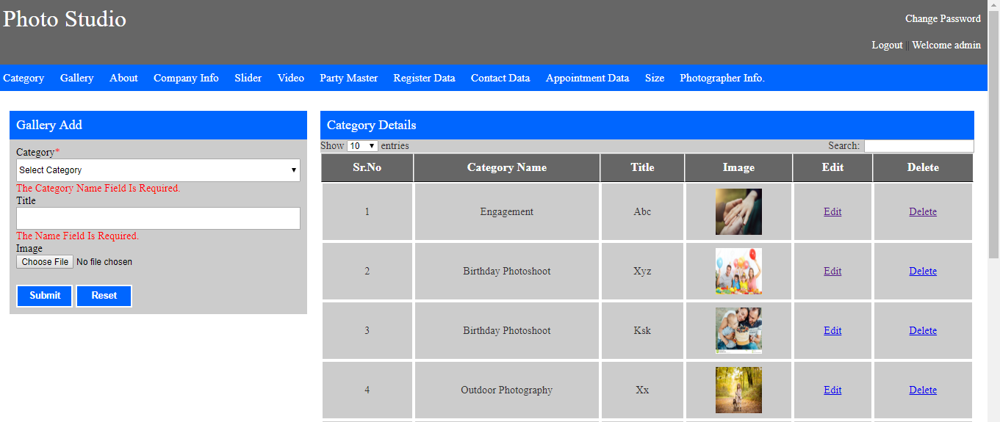 Photo Studio
Change Password
Logout || Welcome admin
Category Gallery About Company Info Slider Video Party Master Register Data Contact Data Appointment Data Size Photographer Info.
Gallery Add
Category*
Select Category
The Category Name Field Is Required.
Title
The Name Field Is Required.
Image
Choose File No file chosen
Submit Reset
Category Details
Show 10 entries Search:
Sr.No Category Name Title Image Edit Delete
1 Engagement Abc Edit Delete
2 Birthday Photoshoot Xyz Edit Delete
3 Birthday Photoshoot Ksk Edit Delete
4 Outdoor Photography Xx Edit Delete